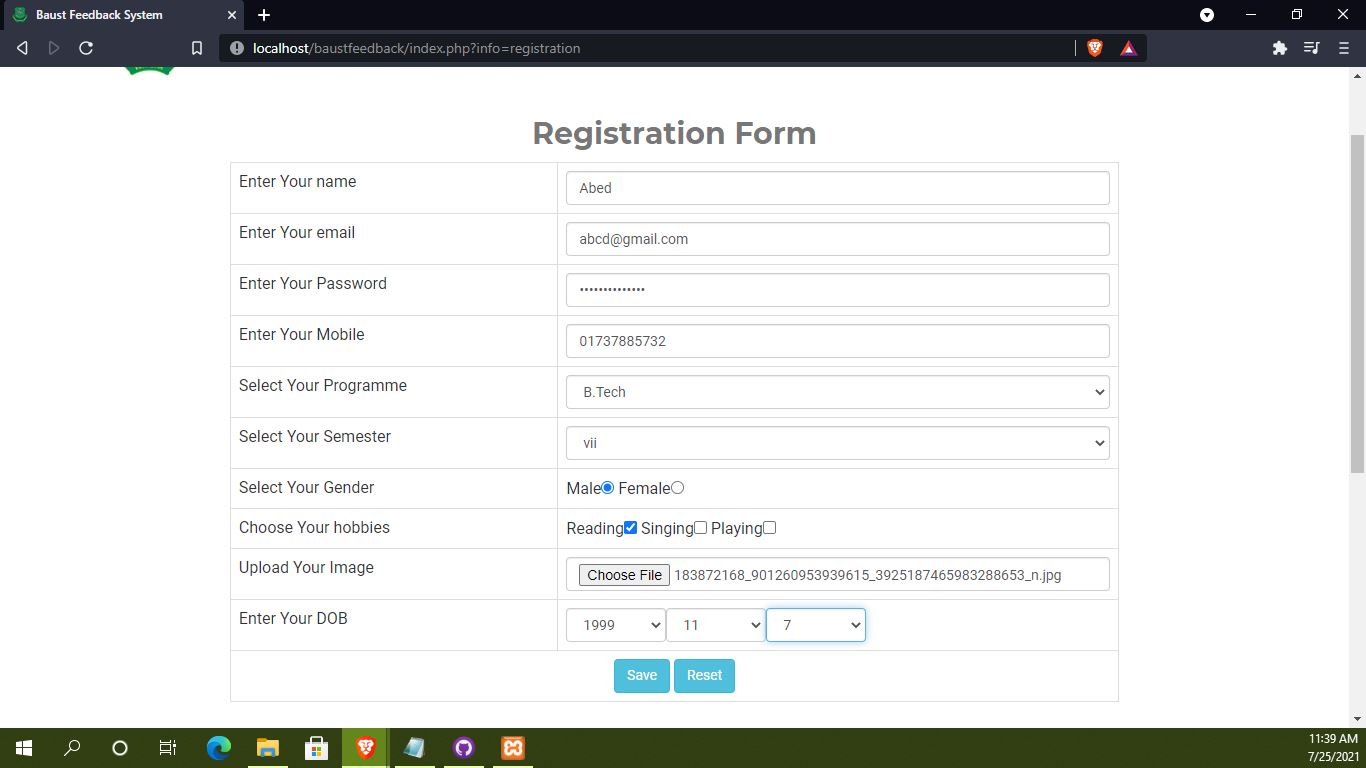 Baust Feedback System
localhost/baustfeedback/index.php?info=registration
Registration Form
Enter Your name
Abed
Enter Your email
abcd@gmail.com
Enter Your Password
••••••••••••••
Enter Your Mobile
01737885732
Select Your Programme
B.Tech
Select Your Semester
vii
Select Your Gender
Male Female
Choose Your hobbies
Reading Singing Playing
Upload Your Image
Choose File 183872168_901260953939615_3925187465983288653_n.jpg
Enter Your DOB
1999 11 7
Save Reset
11:39 AM
7/25/2021